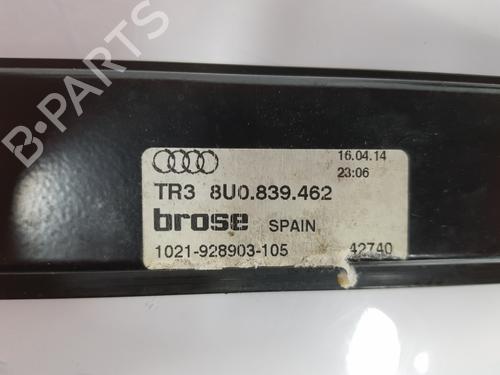 B-PARTS
16.04.14
23:06
TR3 8U0.839.462
brose SPAIN
1021-928903-105 42740